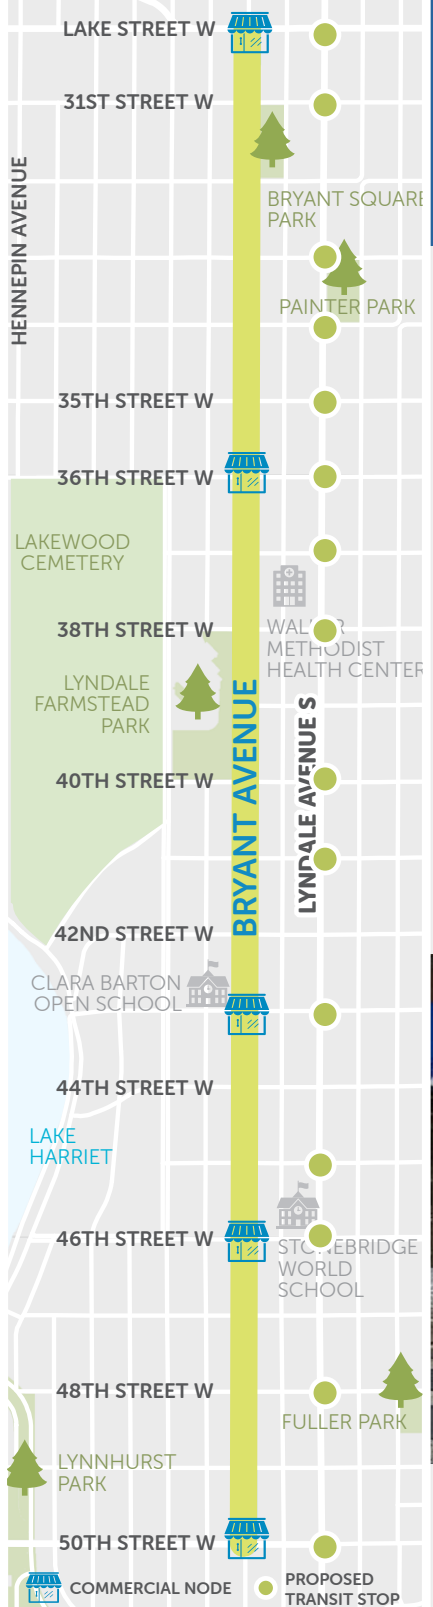 LAKE STREET W
31ST STREET W
HENNEPIN AVENUE
BRYANT SQUARE
PARK
PAINTER PARK
35TH STREET W
36TH STREET W
LAKEWOOD
CEMETERY
38TH STREET W
WALKER
METHODIST
HEALTH CENTER
LYNDALE
FARMSTEAD
PARK
BRYANT AVENUE
LYNDALE AVENUE S
40TH STREET W
42ND STREET W
CLARA BARTON
OPEN SCHOOL
44TH STREET W
LAKE
HARRIET
46TH STREET W
STONEBRIDGE
WORLD
SCHOOL
48TH STREET W
FULLER PARK
LYNNHURST
PARK
50TH STREET W
COMMERCIAL NODE
PROPOSED
TRANSIT STOP